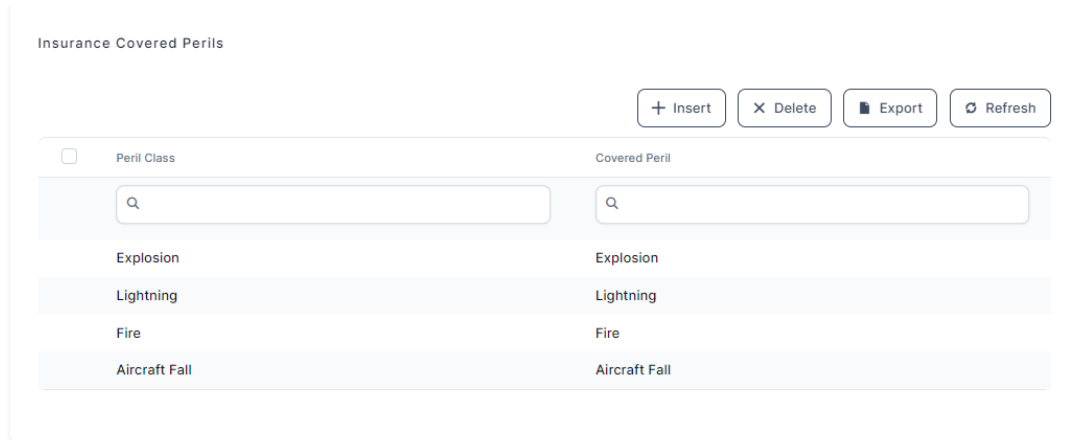 Insurance Covered Perils
Insert Delete Export Refresh
Peril Class Covered Peril
Explosion Explosion
Lightning Lightning
Fire Fire
Aircraft Fall Aircraft Fall